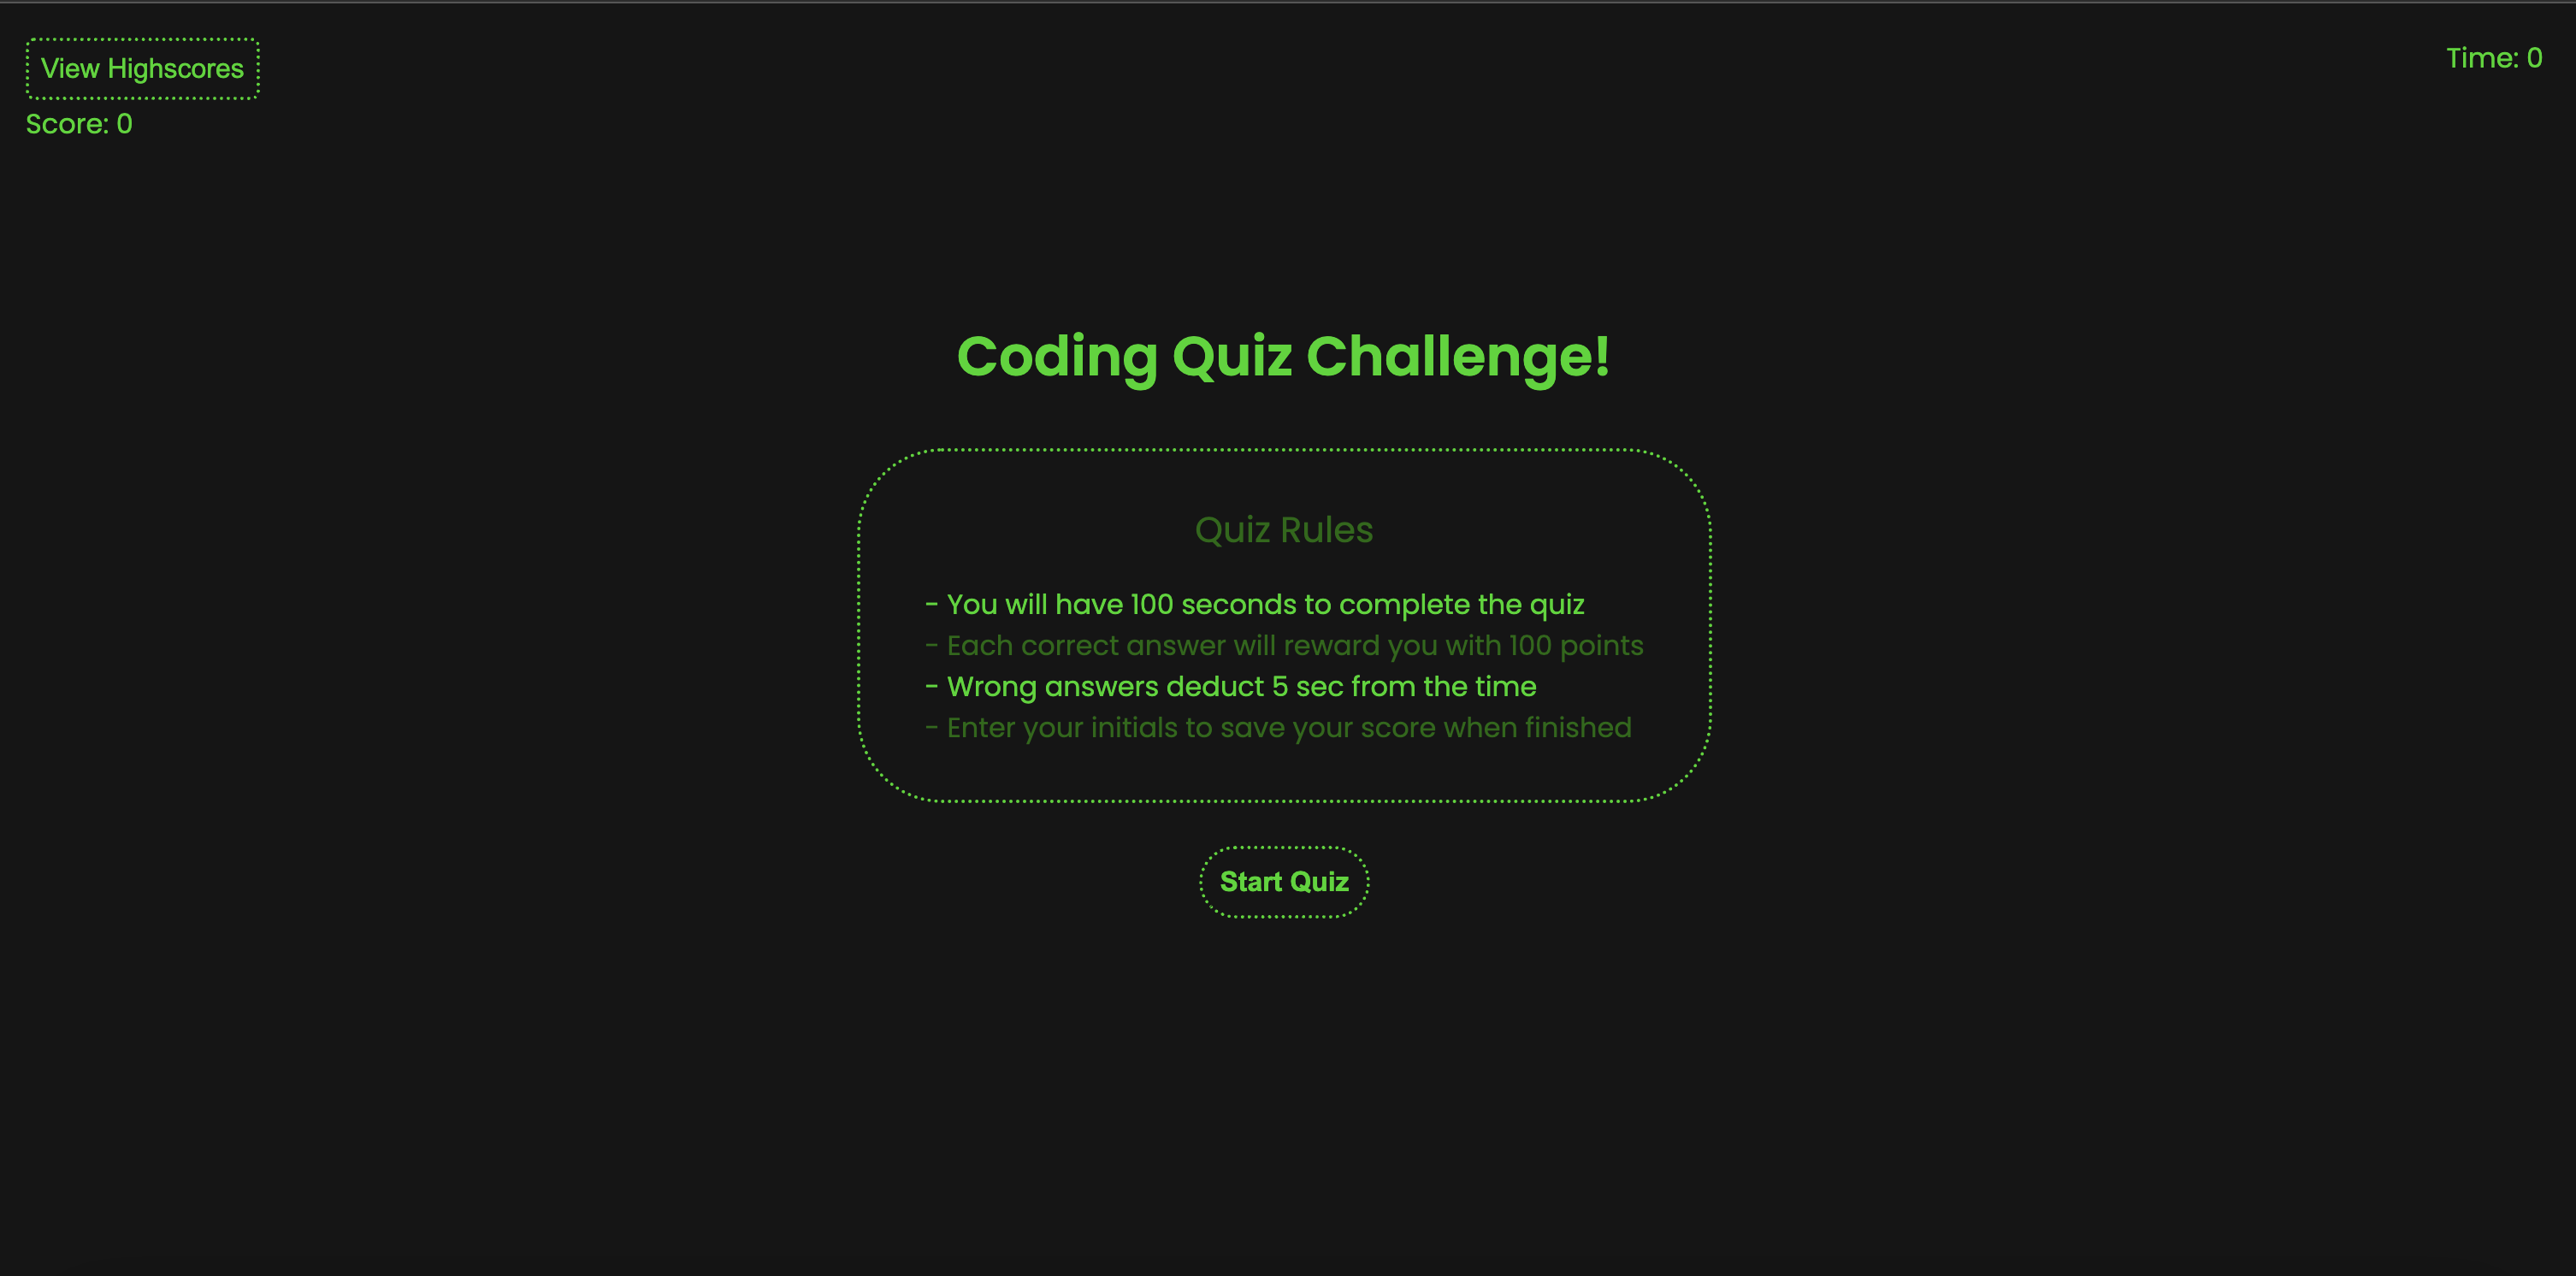 View Highscores
Time: 0
Score: 0
Coding Quiz Challenge!
Quiz Rules
- You will have 100 seconds to complete the quiz
- Each correct answer will reward you with 100 points
- Wrong answers deduct 5 sec from the time
- Enter your initials to save your score when finished
Start Quiz